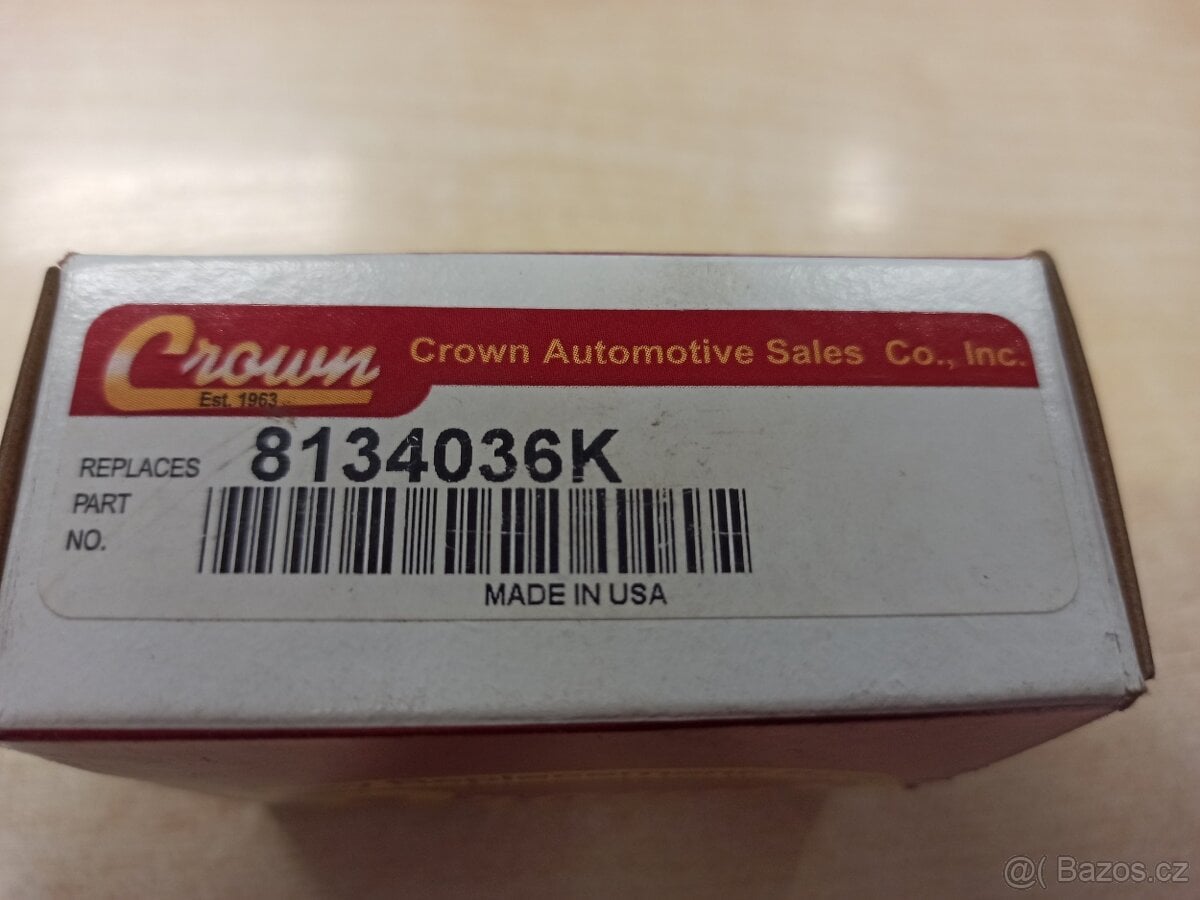 Crown
Est. 1963
Crown Automotive Sales Co., Inc.
REPLACES PART NO.
8134036K
MADE IN USA
@( Bazos.cz